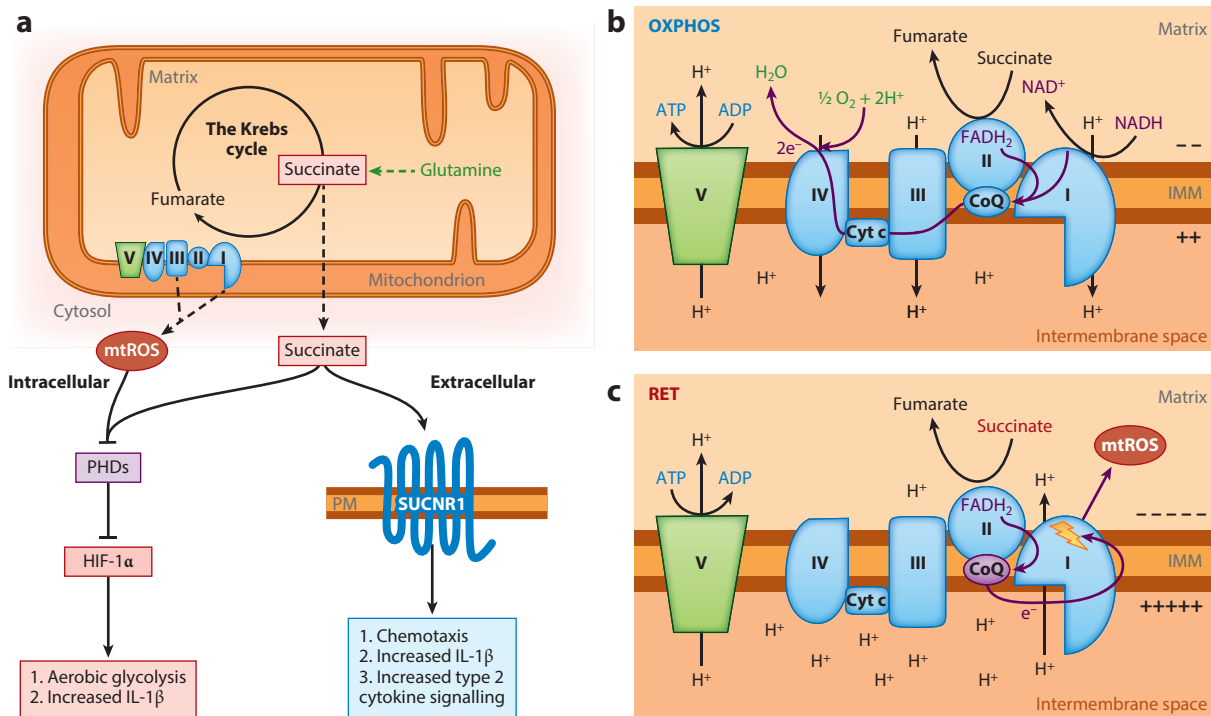 a
Matrix
The Krebs
cycle
Succinate
Glutamine
Fumarate
V
IV
III
II
I
Mitochondrion
Cytosol
mtROS
Succinate
Intracellular
Extracellular
PHDs
PM
SUCNR1
HIF-1α
1. Aerobic glycolysis
2. Increased IL-1β
1. Chemotaxis
2. Increased IL-1β
3. Increased type 2
cytokine signalling
b
OXPHOS
Matrix
Fumarate
Succinate
H₂O
½ O₂ + 2H⁺
NAD⁺
NADH
H⁺
ATP
ADP
H⁺
H⁺
2e⁻
FADH₂
– –
V
IV
III
II
I
IMM
CoQ
Cyt c
++
H⁺
H⁺
H⁺
H⁺
H⁺
Intermembrane space
c
RET
Matrix
Fumarate
Succinate
mtROS
H⁺
ATP
ADP
H⁺
H⁺
FADH₂
– – – – –
V
IV
III
II
I
IMM
CoQ
Cyt c
e⁻
+++++
H⁺
H⁺
H⁺
H⁺
H⁺
H⁺
H⁺
H⁺
H⁺
Intermembrane space